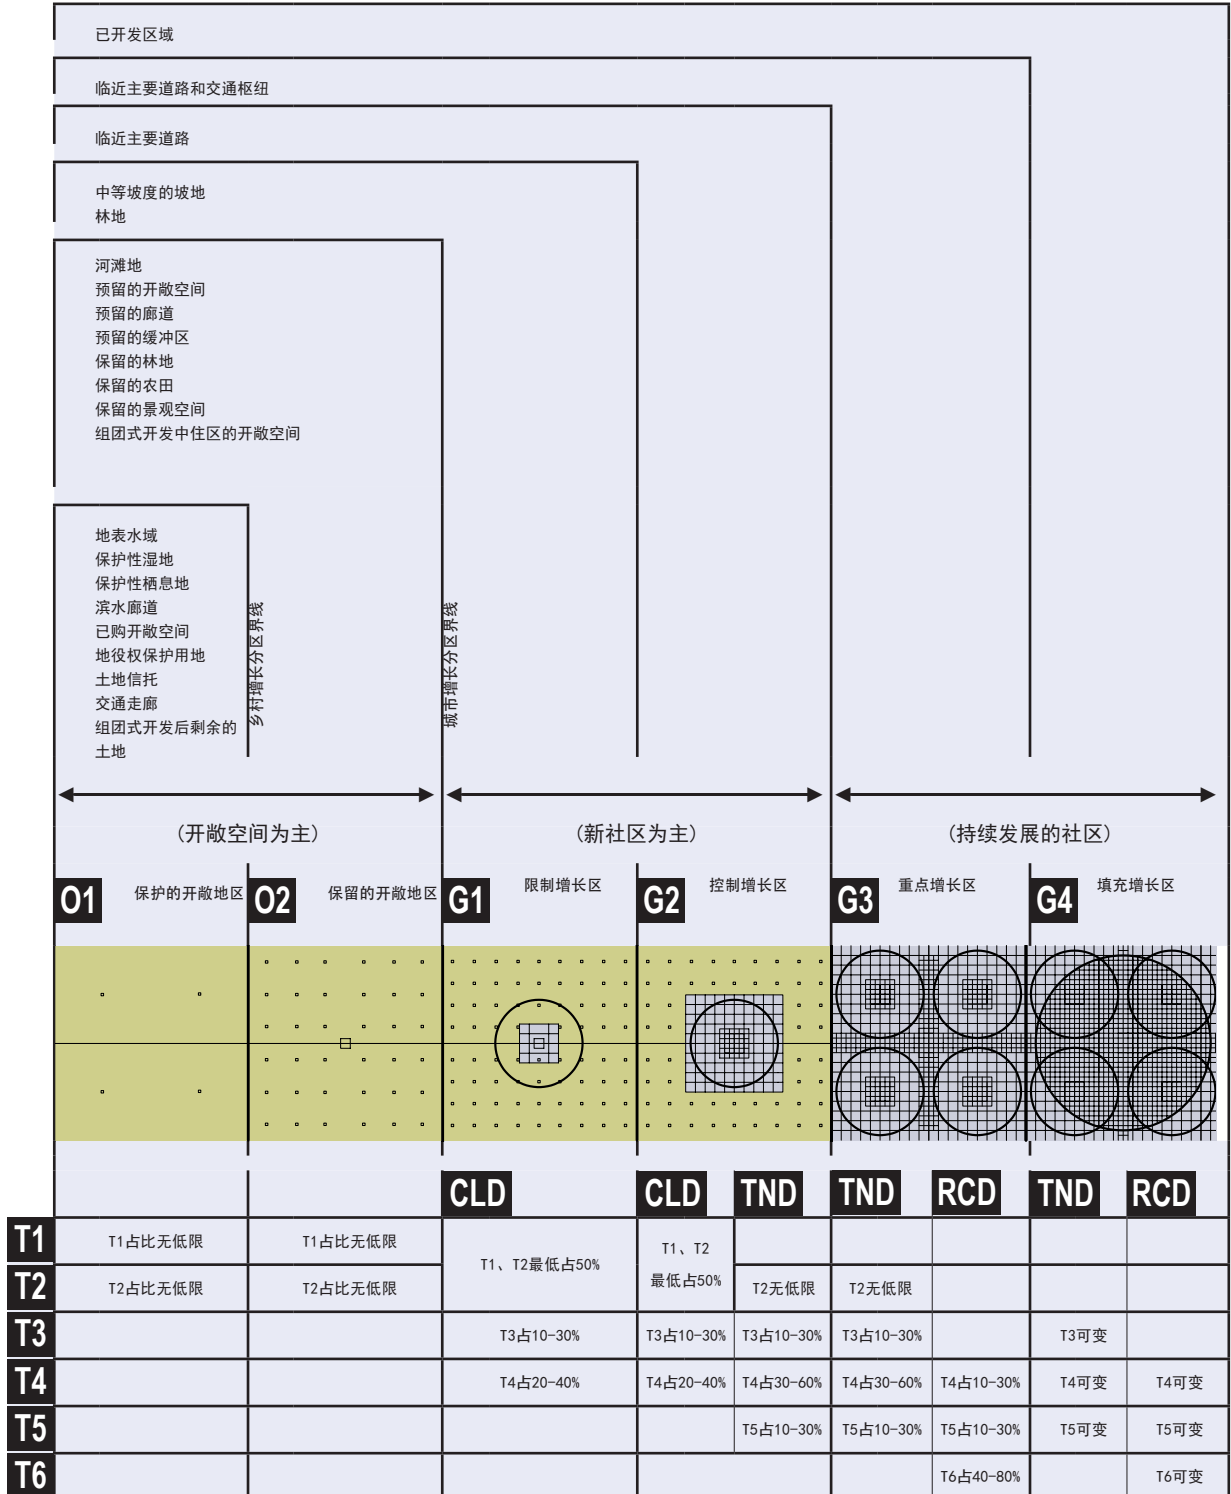 已开发区域
临近主要道路和交通枢纽
临近主要道路
中等坡度的坡地
林地
河滩地
预留的开敞空间
预留的廊道
预留的缓冲区
保留的林地
保留的农田
保留的景观空间
组团式开发中住区的开敞空间
地表水域
保护性湿地
保护性栖息地
滨水廊道
已购开敞空间
地役权保护用地
土地信托
交通走廊
组团式开发后剩余的
土地
乡村增长分区界线
城市增长分区界线
(开敞空间为主) (新社区为主) (持续发展的社区)
O1 保护的开敞地区 O2 保留的开敞地区 G1 限制增长区 G2 控制增长区 G3 重点增长区 G4 填充增长区
CLD CLD TND TND RCD TND RCD
T1 T1占比无低限 T1占比无低限
T1、T2最低占50%
T1、T2
最低占50%
T2 T2占比无低限 T2占比无低限 T2无低限 T2无低限
T3 T3占10-30% T3占10-30% T3占10-30% T3占10-30% T3可变
T4 T4占20-40% T4占20-40% T4占30-60% T4占30-60% T4占10-30% T4可变 T4可变
T5 T5占10-30% T5占10-30% T5占10-30% T5可变 T5可变
T6 T6占40-80% T6可变